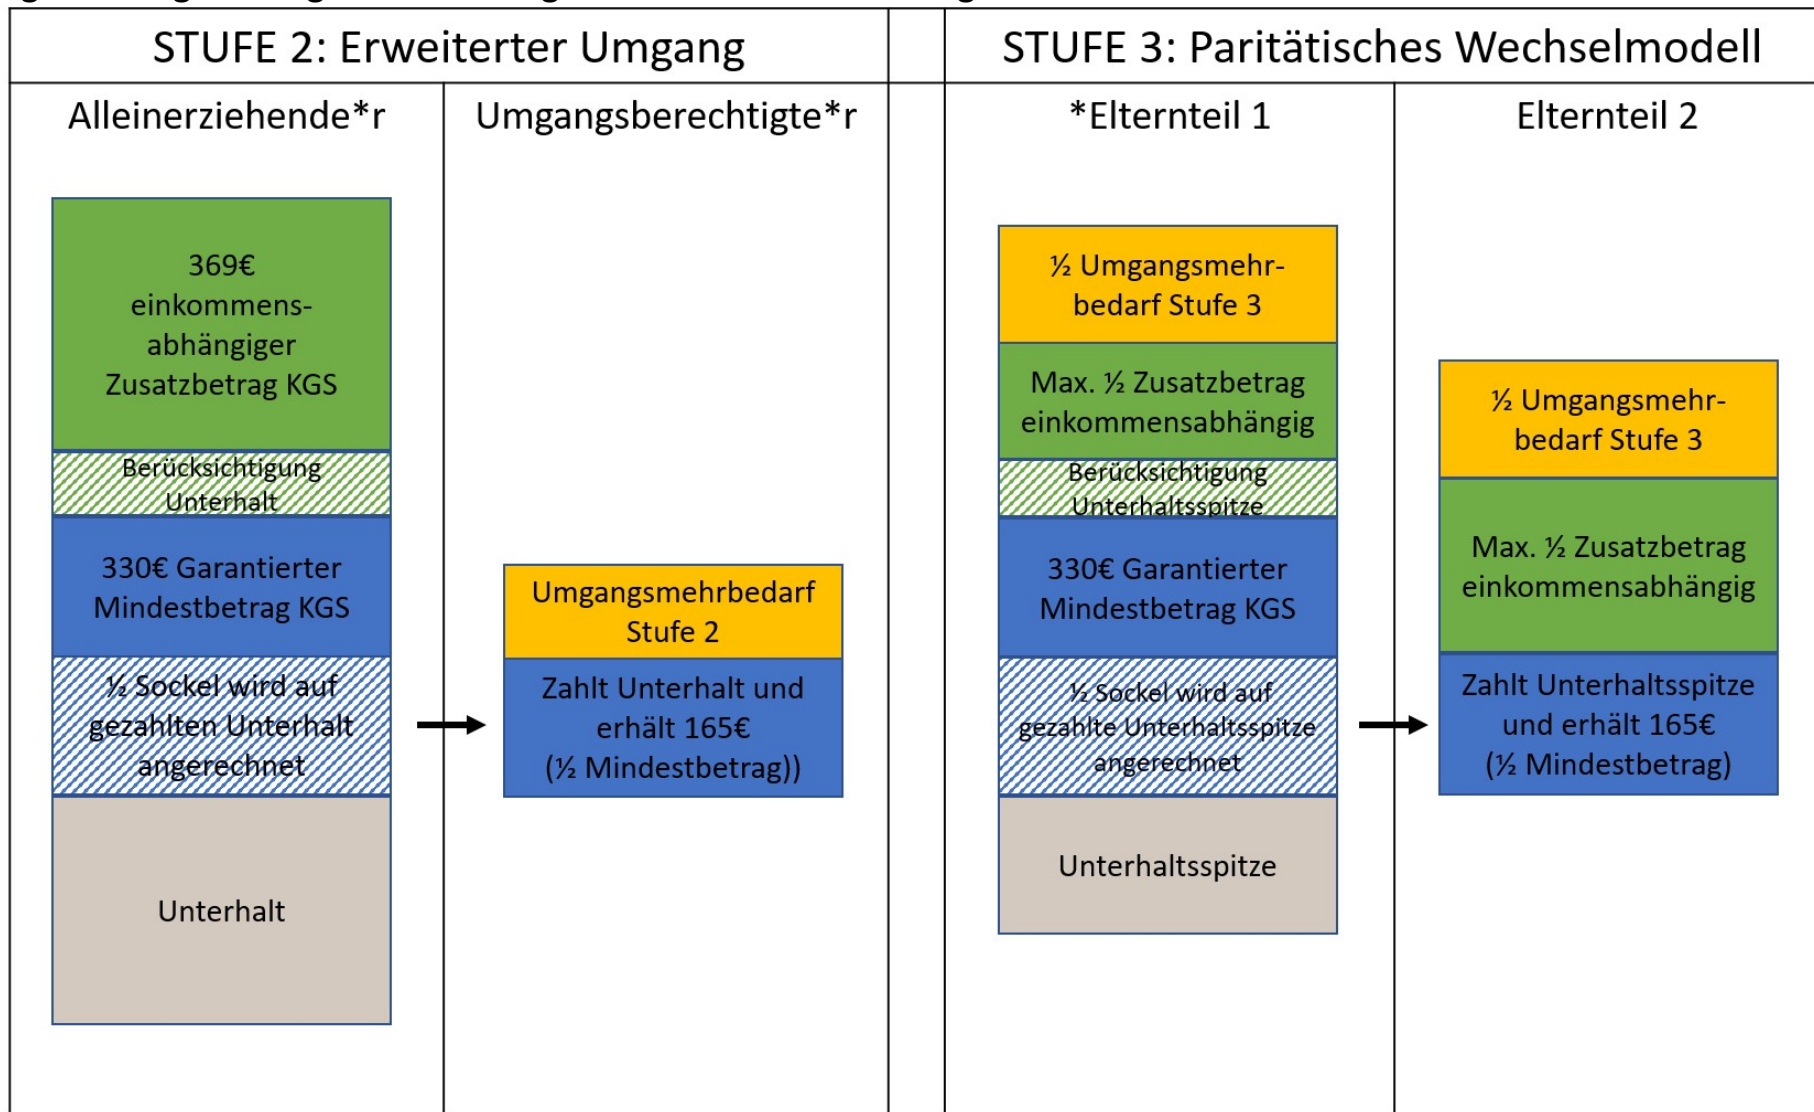 STUFE 2: Erweiterter Umgang
STUFE 3: Paritätisches Wechselmodell
Alleinerziehende*r
Umgangsberechtigte*r
*Elternteil 1
Elternteil 2
369€
einkommens-
abhängiger
Zusatzbetrag KGS
Berücksichtigung
Unterhalt
330€ Garantierter
Mindestbetrag KGS
½ Sockel wird auf
gezahlten Unterhalt
angerechnet
Unterhalt
Umgangsmehrbedarf
Stufe 2
Zahlt Unterhalt und
erhält 165€
(½ Mindestbetrag))
½ Umgangsmehr-
bedarf Stufe 3
Max. ½ Zusatzbetrag
einkommensabhängig
Berücksichtigung
Unterhaltsspitze
330€ Garantierter
Mindestbetrag KGS
½ Sockel wird auf
gezahlte Unterhaltsspitze
angerechnet
Unterhaltsspitze
½ Umgangsmehr-
bedarf Stufe 3
Max. ½ Zusatzbetrag
einkommensabhängig
Zahlt Unterhaltsspitze
und erhält 165€
(½ Mindestbetrag)